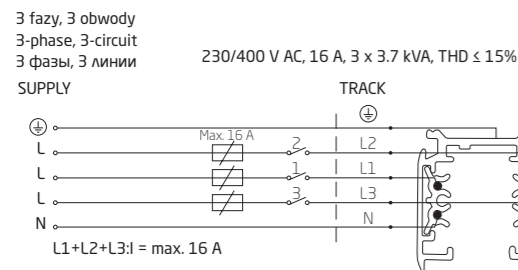 3 fazy, 3 obwody
3-phase, 3-circuit
3 фазы, 3 линии
230/400 V AC, 16 A, 3 x 3.7 kVA, THD ≤ 15%
SUPPLY TRACK
Max. 16 A
L 2 L2
L 1 L1
L 3 L3
N N
L1+L2+L3:I = max. 16 A